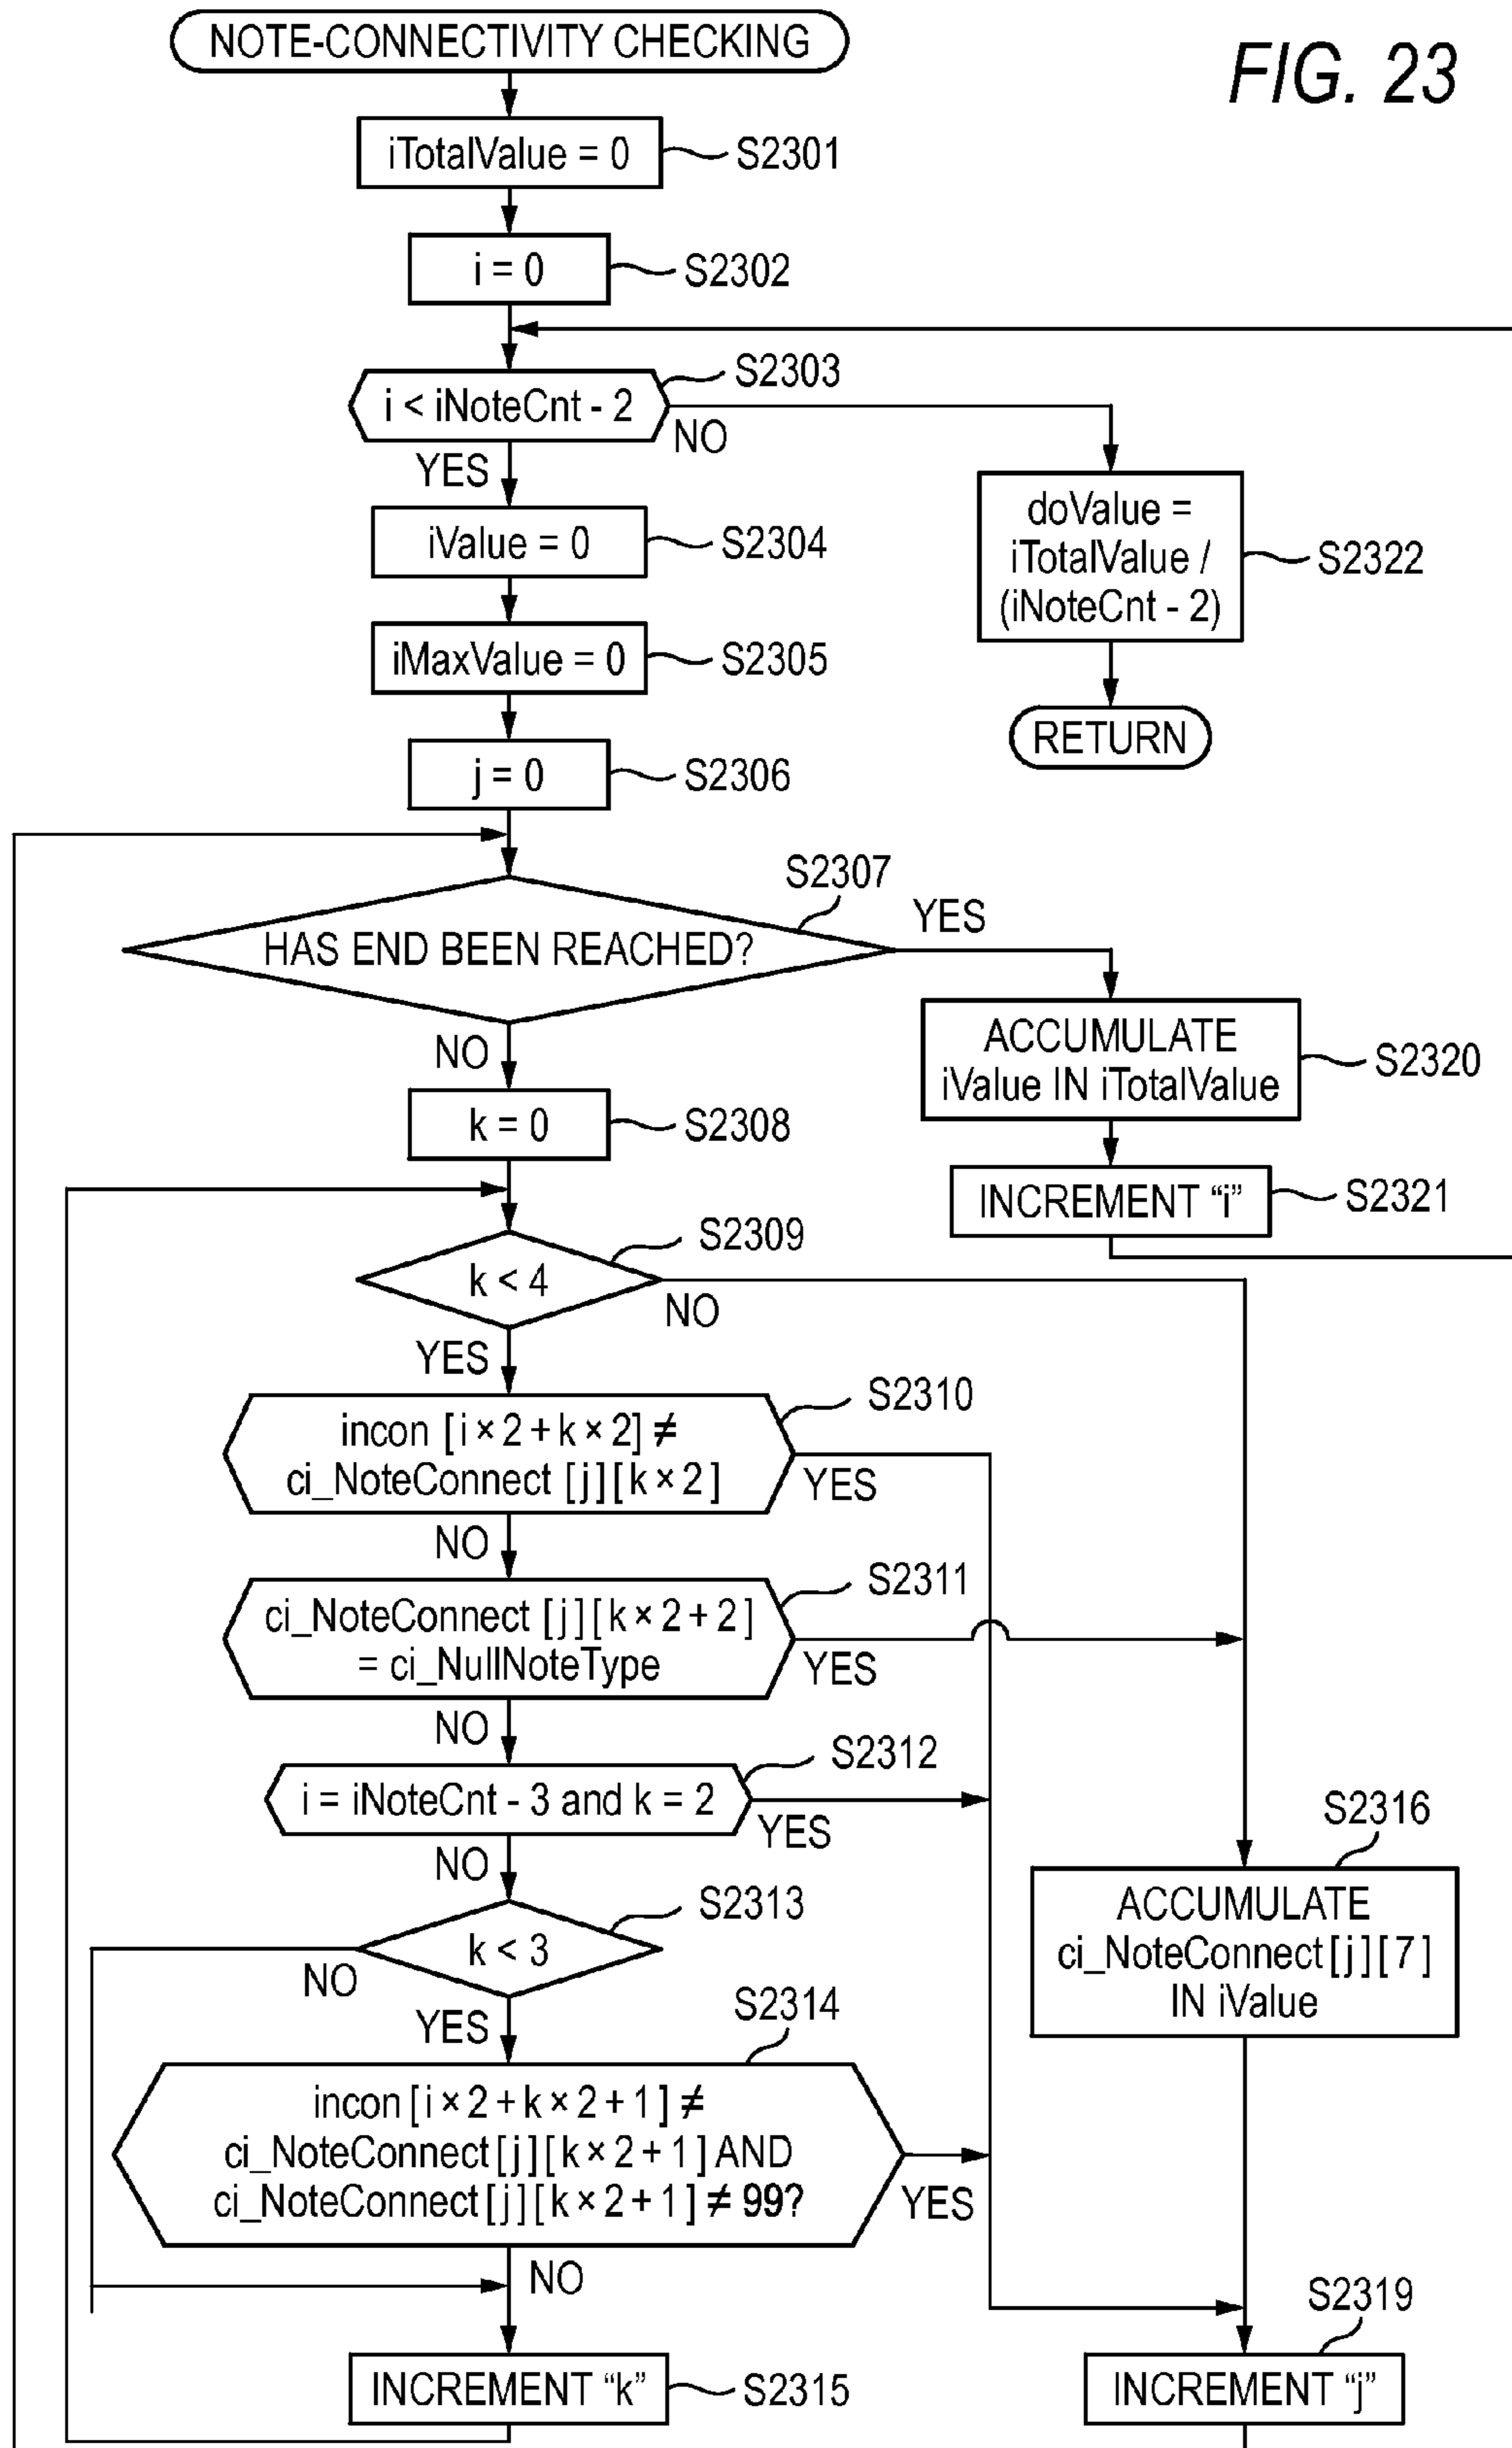 NOTE-CONNECTIVITY CHECKING
FIG. 23
iTotalValue = 0
S2301
i = 0
S2302
i < iNoteCnt - 2
S2303
NO
YES
iValue = 0
S2304
doValue =
iTotalValue /
(iNoteCnt - 2)
S2322
iMaxValue = 0
S2305
RETURN
j = 0
S2306
HAS END BEEN REACHED?
S2307
YES
NO
ACCUMULATE
iValue IN iTotalValue
S2320
k = 0
S2308
INCREMENT “i”
S2321
k < 4
S2309
NO
YES
incon [i × 2 + k × 2] ≠
ci_NoteConnect [j] [k × 2]
S2310
YES
NO
ci_NoteConnect [j] [k × 2 + 2]
= ci_NullNoteType
S2311
YES
NO
i = iNoteCnt - 3 and k = 2
S2312
YES
NO
k < 3
S2313
NO
YES
S2316
ACCUMULATE
ci_NoteConnect [j] [7]
IN iValue
S2314
incon [i × 2 + k × 2 + 1] ≠
ci_NoteConnect [j] [k × 2 + 1] AND
ci_NoteConnect [j] [k × 2 + 1] ≠ 99?
YES
NO
INCREMENT “k”
S2315
S2319
INCREMENT “j”